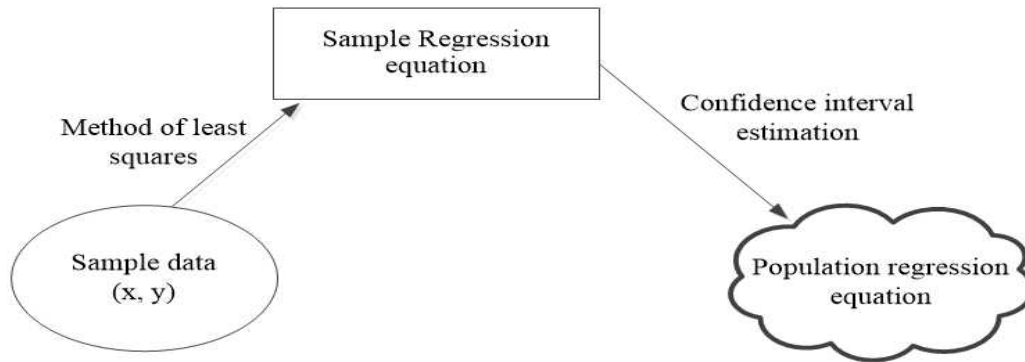 Sample Regression
equation
Method of least
squares
Confidence interval
estimation
Sample data
(x, y)
Population regression
equation